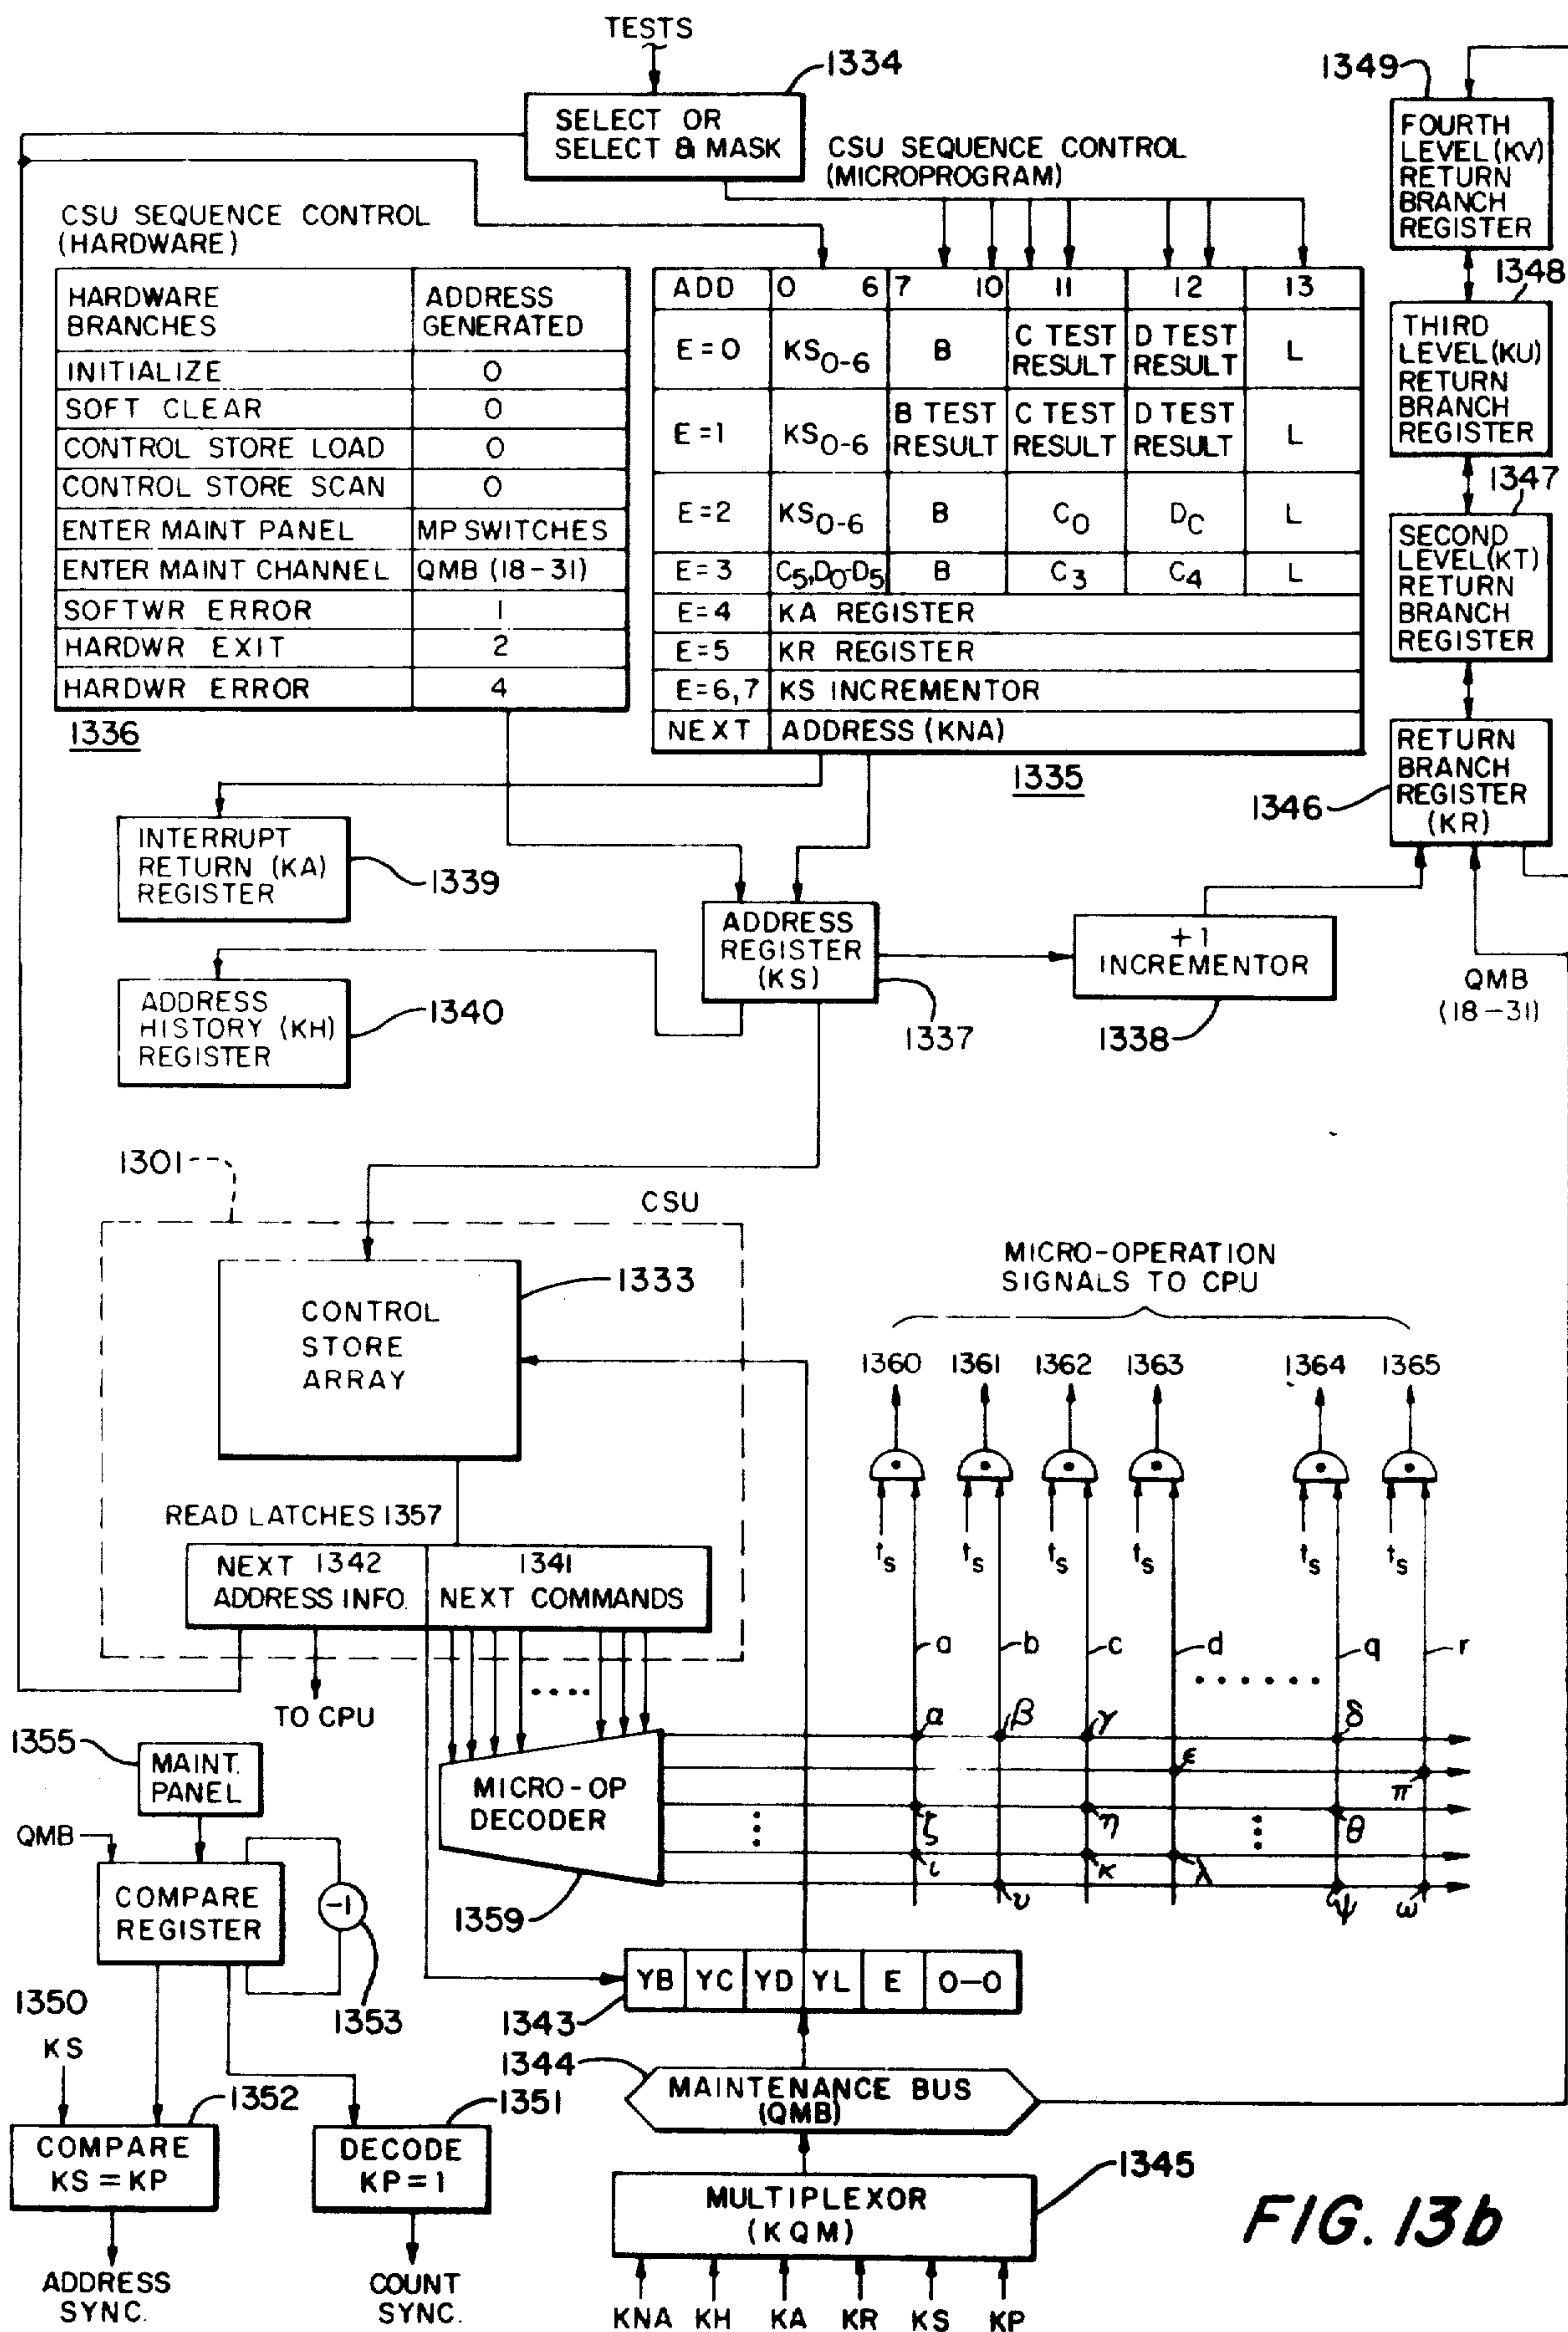 TESTS
1334
SELECT OR
SELECT & MASK
CSU SEQUENCE CONTROL
(MICROPROGRAM)
CSU SEQUENCE CONTROL
(HARDWARE)
HARDWARE BRANCHES ADDRESS GENERATED
INITIALIZE 0
SOFT CLEAR 0
CONTROL STORE LOAD 0
CONTROL STORE SCAN 0
ENTER MAINT PANEL MP SWITCHES
ENTER MAINT CHANNEL QMB (18-31)
SOFTWR ERROR 1
HARDWR EXIT 2
HARDWR ERROR 4
1336
ADD 0 6 7 10 11 12 13
E=0 KS0-6 B C TEST RESULT D TEST RESULT L
E=1 KS0-6 B TEST RESULT C TEST RESULT D TEST RESULT L
E=2 KS0-6 B C0 DC L
E=3 C5,D0-D5 B C3 C4 L
E=4 KA REGISTER
E=5 KR REGISTER
E=6,7 KS INCREMENTOR
NEXT ADDRESS (KNA)
1335
1349
FOURTH
LEVEL (KV)
RETURN
BRANCH
REGISTER
1348
THIRD
LEVEL (KU)
RETURN
BRANCH
REGISTER
1347
SECOND
LEVEL (KT)
RETURN
BRANCH
REGISTER
RETURN
BRANCH
REGISTER
(KR)
1346
INTERRUPT
RETURN (KA)
REGISTER
1339
ADDRESS
REGISTER
(KS)
1337
+1
INCREMENTOR
1338
QMB
(18-31)
ADDRESS
HISTORY (KH)
REGISTER
1340
1301
CSU
1333
CONTROL
STORE
ARRAY
READ LATCHES 1357
NEXT 1342
ADDRESS INFO.
1341
NEXT COMMANDS
TO CPU
MICRO-OPERATION
SIGNALS TO CPU
1360 1361 1362 1363 1364 1365
ts ts ts ts ts ts
a b c d q r
α β γ δ
ε π
ζ η θ
ι κ λ
υ ψ ω
MICRO-OP
DECODER
1359
1355
MAINT.
PANEL
QMB
COMPARE
REGISTER
-1
1353
1350
KS
1352
COMPARE
KS = KP
ADDRESS
SYNC.
1351
DECODE
KP = 1
COUNT
SYNC.
YB YC YD YL E 0-0
1343
1344
MAINTENANCE BUS
(QMB)
1345
MULTIPLEXOR
(KQM)
KNA KH KA KR KS KP
FIG. 13b